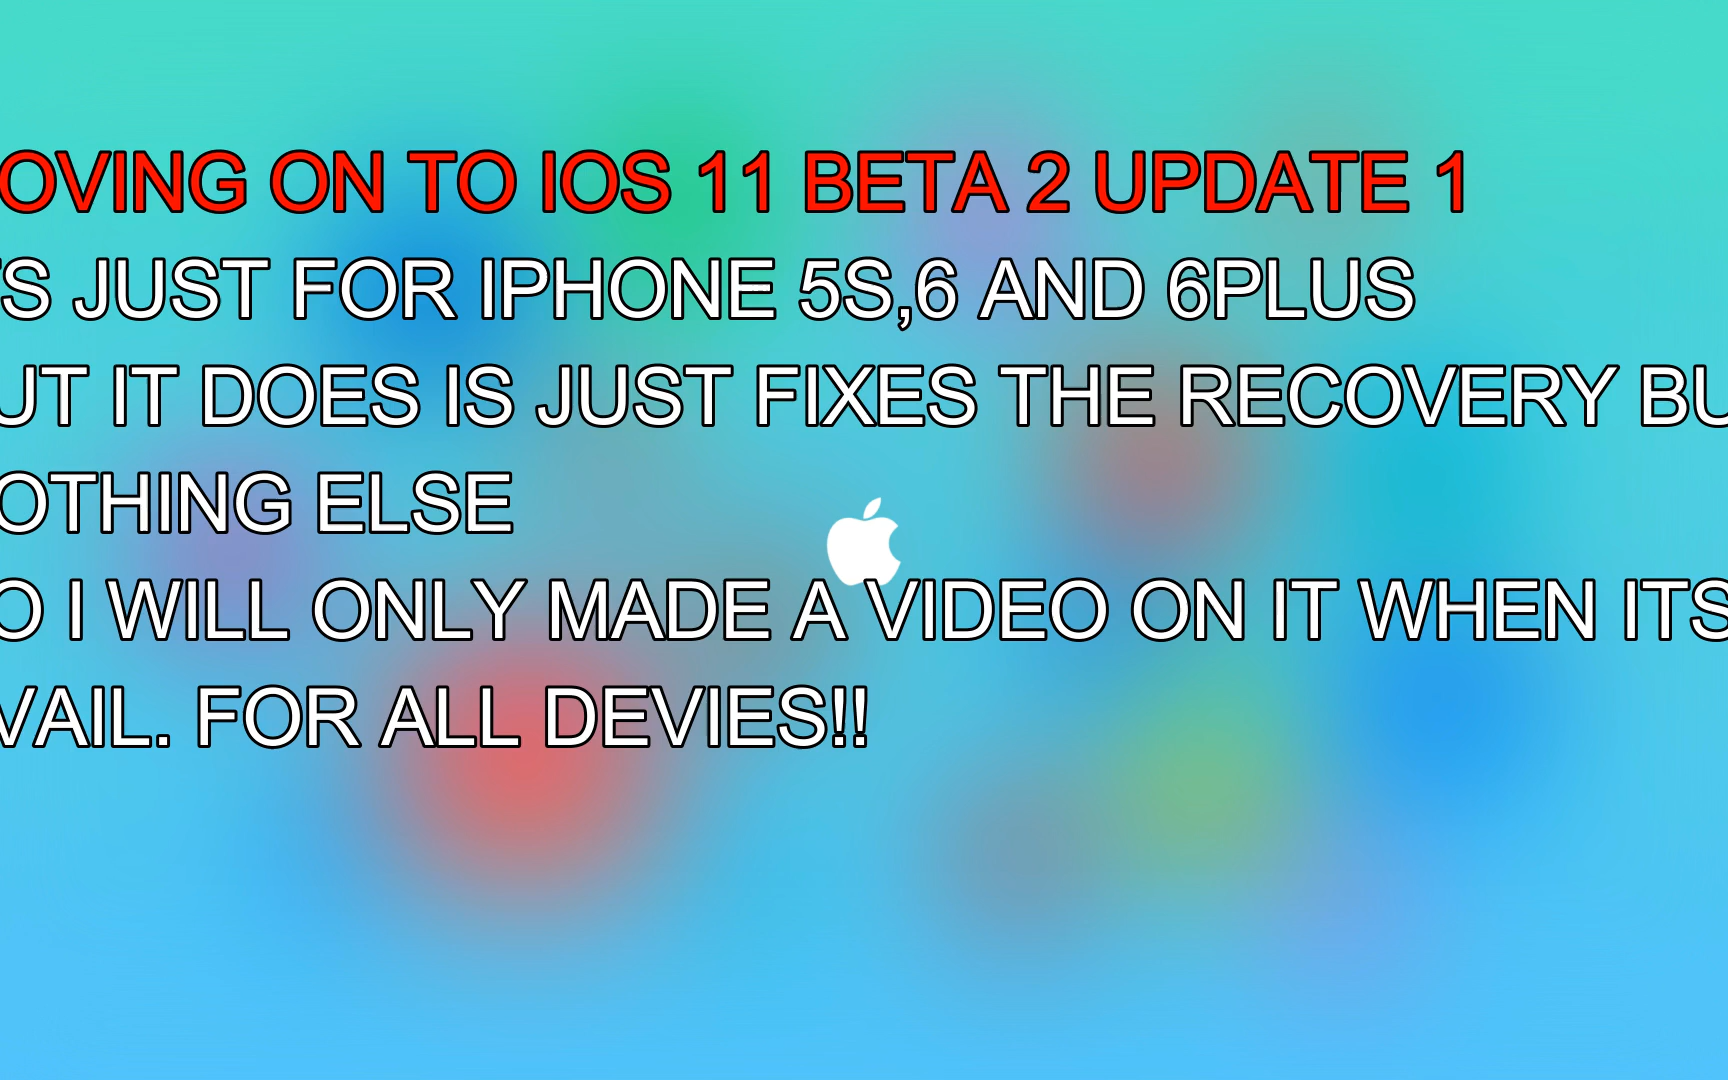 OVING ON TO IOS 11 BETA 2 UPDATE 1
TS JUST FOR IPHONE 5S,6 AND 6PLUS
UT IT DOES IS JUST FIXES THE RECOVERY BU
OTHING ELSE
O I WILL ONLY MADE A VIDEO ON IT WHEN ITS
VAIL. FOR ALL DEVIES!!